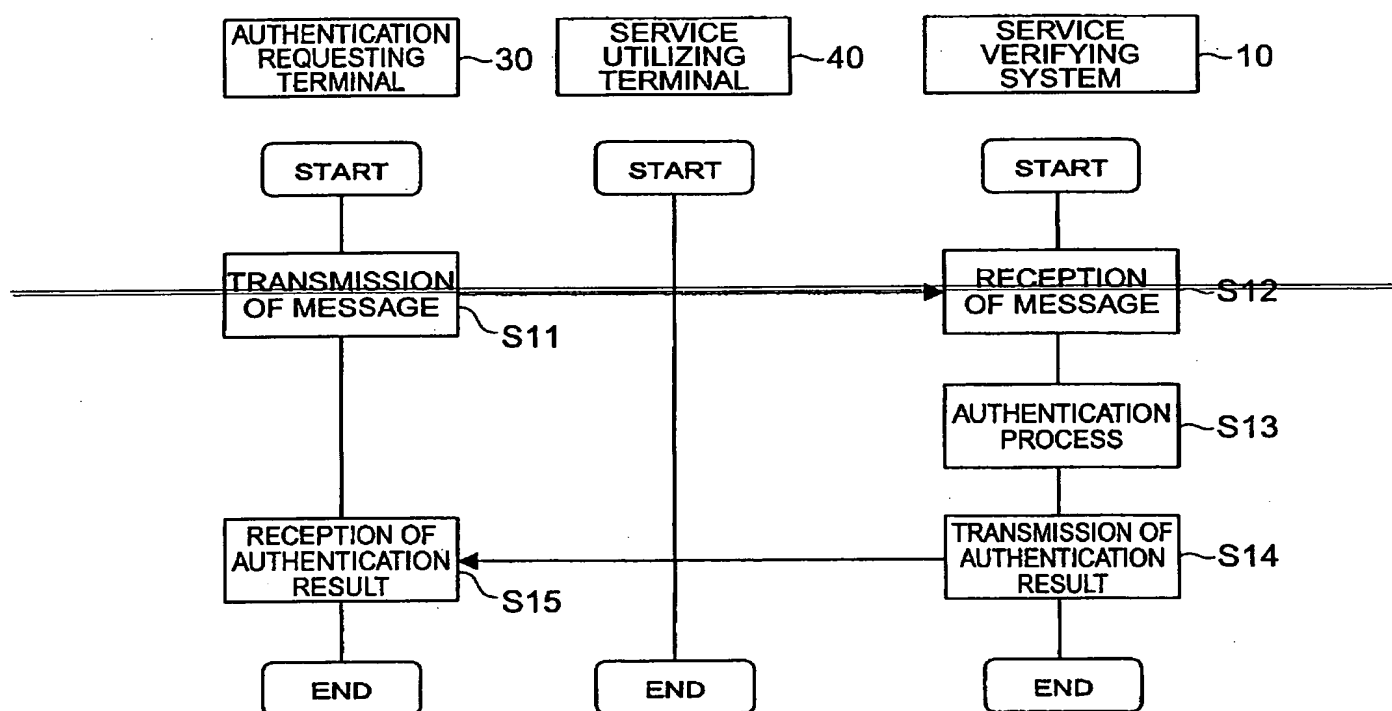 AUTHENTICATION
REQUESTING
TERMINAL
30
SERVICE
UTILIZING
TERMINAL
40
SERVICE
VERIFYING
SYSTEM
10
START
START
START
TRANSMISSION
OF MESSAGE
S11
RECEPTION
OF MESSAGE
S12
AUTHENTICATION
PROCESS
S13
RECEPTION OF
AUTHENTICATION
RESULT
S15
TRANSMISSION OF
AUTHENTICATION
RESULT
S14
END
END
END